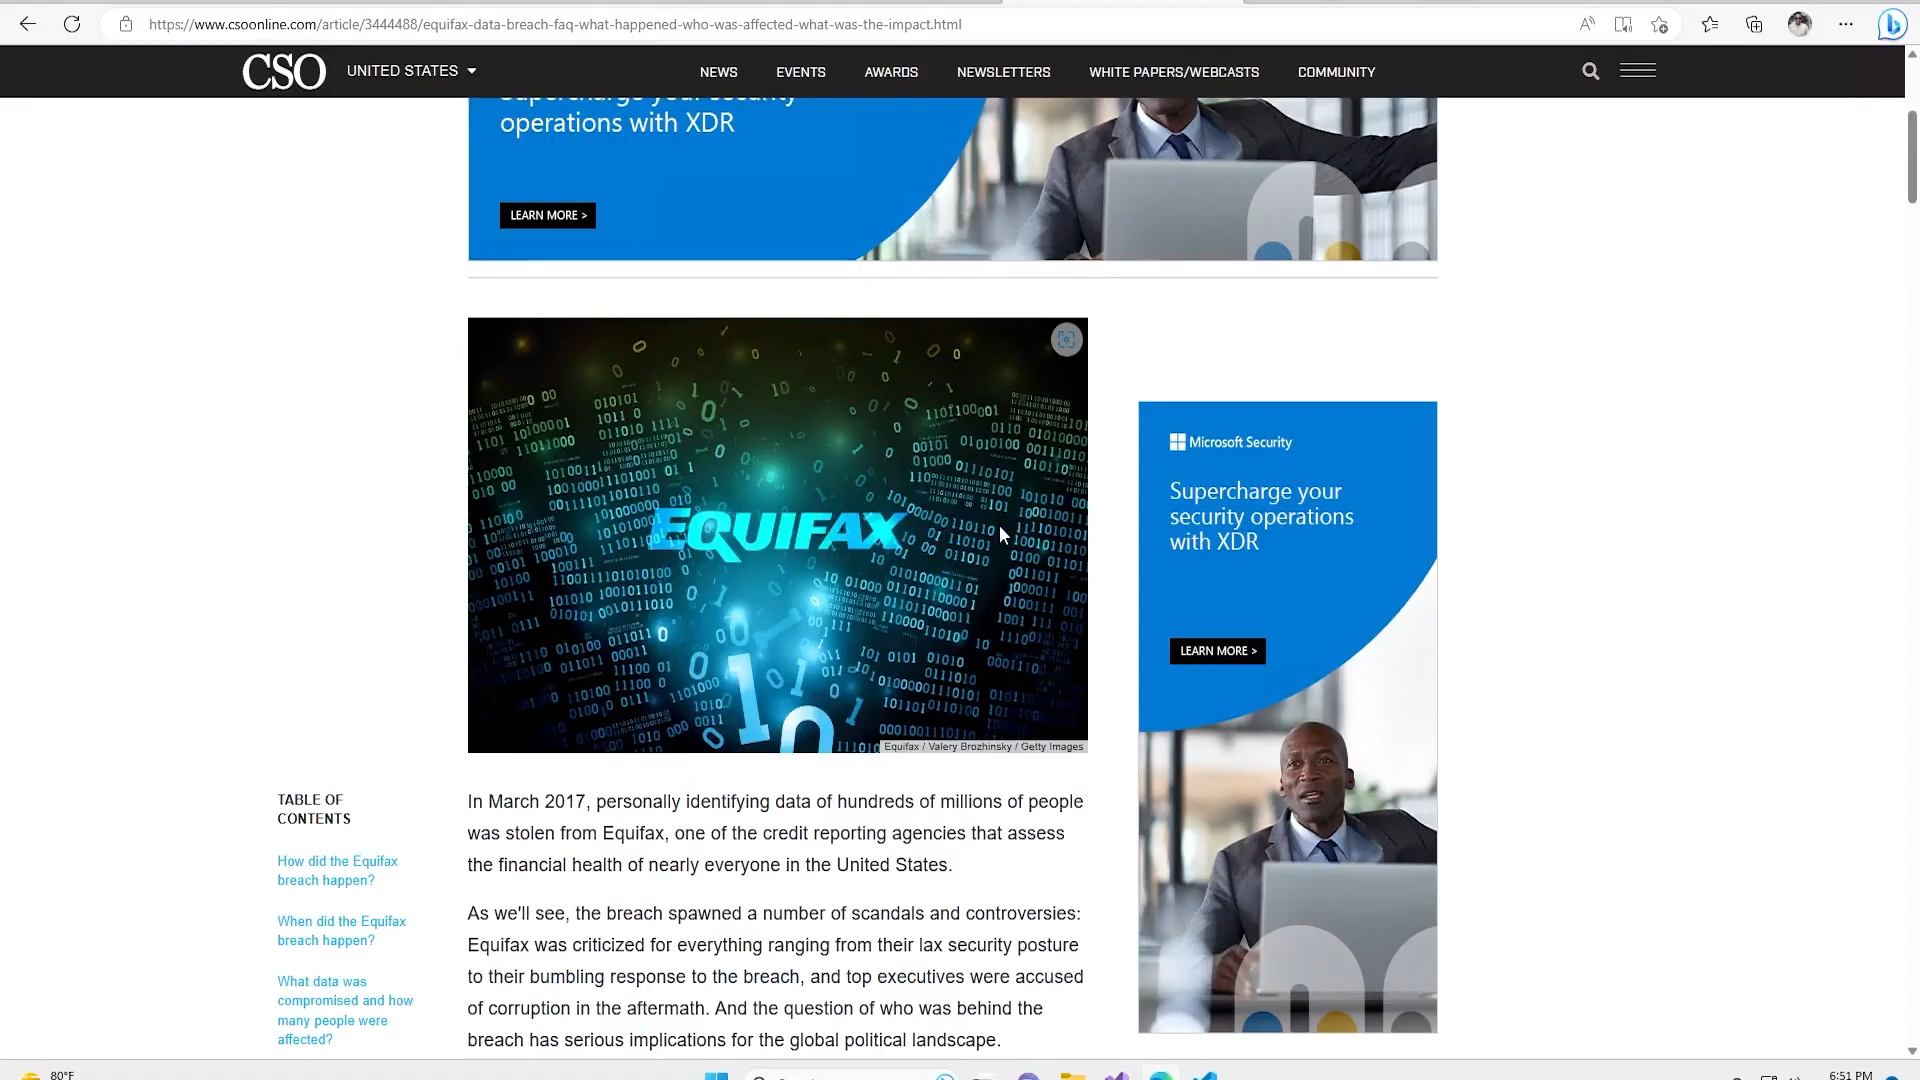 https://www.csoonline.com/article/3444488/equifax-data-breach-faq-what-happened-who-was-affected-what-was-the-impact.html
CSO
UNITED STATES
NEWS
EVENTS
AWARDS
NEWSLETTERS
WHITE PAPERS/WEBCASTS
COMMUNITY
Supercharge your security
operations with XDR
LEARN MORE >
EQUIFAX
Equifax / Valery Brozhinsky / Getty Images
Microsoft Security
Supercharge your
security operations
with XDR
LEARN MORE >
TABLE OF
CONTENTS
How did the Equifax
breach happen?
When did the Equifax
breach happen?
What data was
compromised and how
many people were
affected?
In March 2017, personally identifying data of hundreds of millions of people
was stolen from Equifax, one of the credit reporting agencies that assess
the financial health of nearly everyone in the United States.
As we'll see, the breach spawned a number of scandals and controversies:
Equifax was criticized for everything ranging from their lax security posture
to their bumbling response to the breach, and top executives were accused
of corruption in the aftermath. And the question of who was behind the
breach has serious implications for the global political landscape.
80°F
6:51 PM